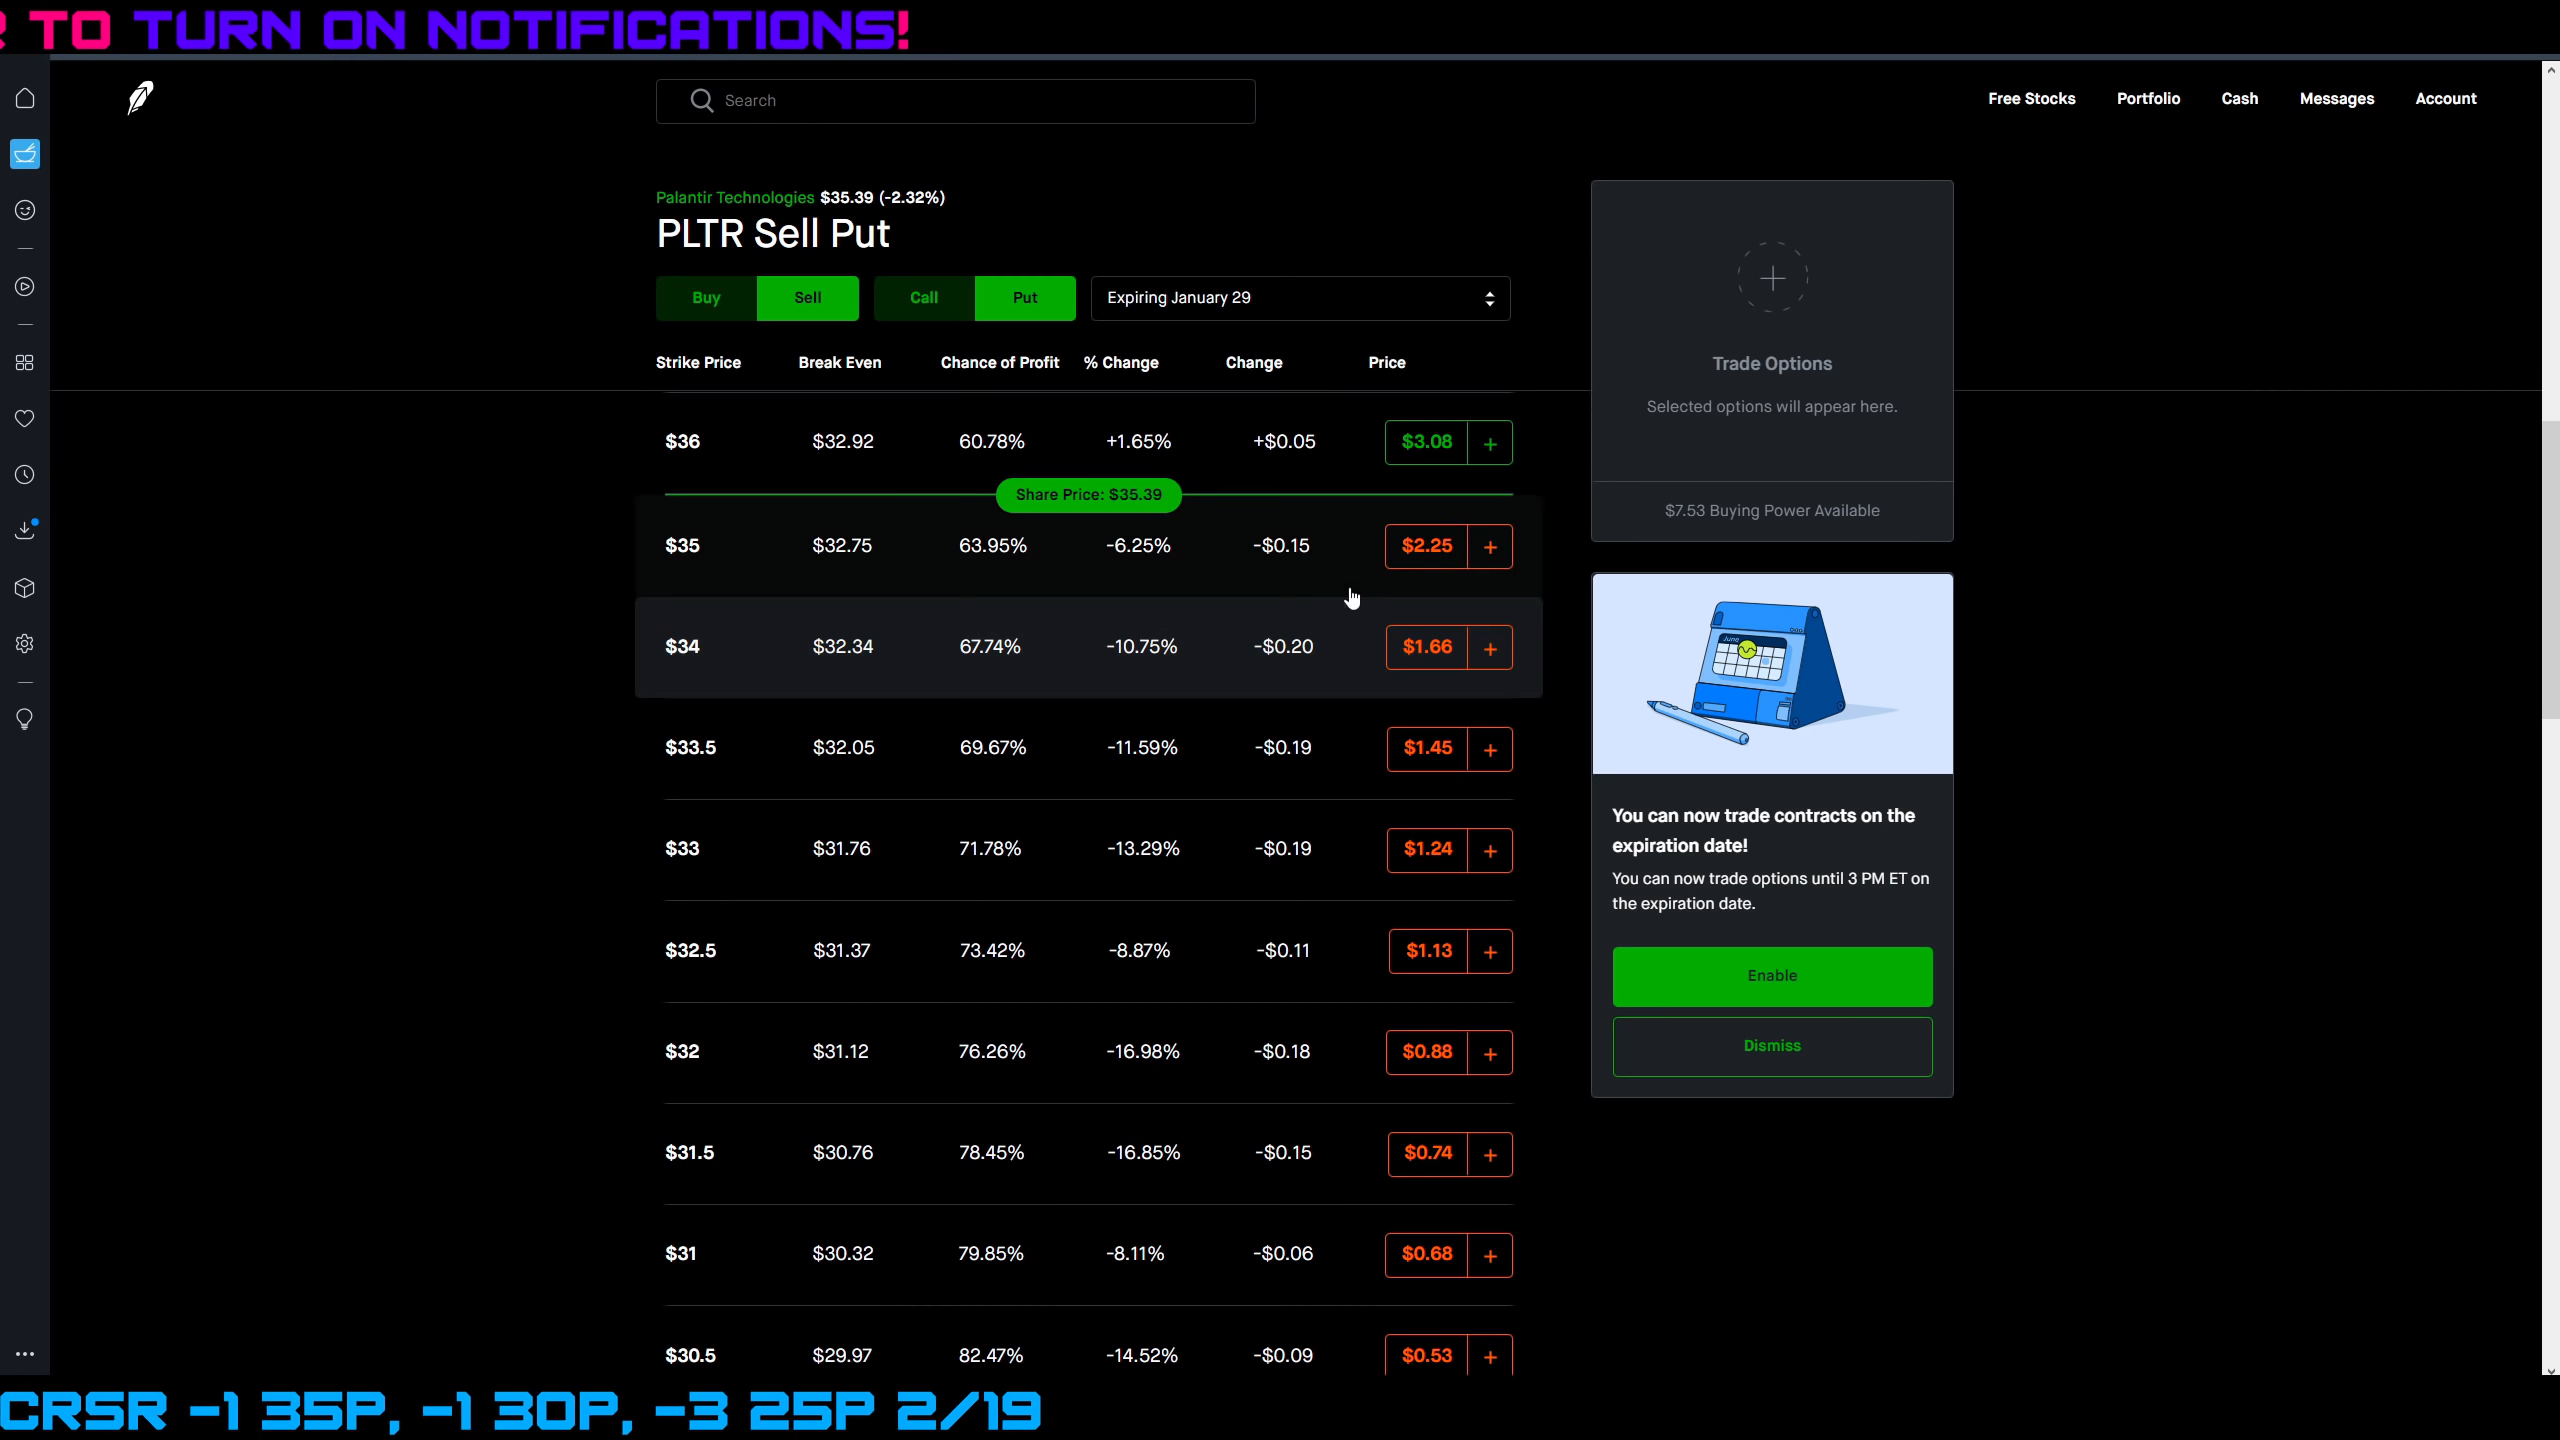 TO TURN ON NOTIFICATIONS!
Search
Free Stocks
Portfolio
Cash
Messages
Account
Palantir Technologies $35.39 (-2.32%)
PLTR Sell Put
Buy
Sell
Call
Put
Expiring January 29
Strike Price Break Even Chance of Profit % Change Change Price
$36 $32.92 60.78% +1.65% +$0.05 $3.08 +
Share Price: $35.39
$35 $32.75 63.95% -6.25% -$0.15 $2.25 +
$34 $32.34 67.74% -10.75% -$0.20 $1.66 +
$33.5 $32.05 69.67% -11.59% -$0.19 $1.45 +
$33 $31.76 71.78% -13.29% -$0.19 $1.24 +
$32.5 $31.37 73.42% -8.87% -$0.11 $1.13 +
$32 $31.12 76.26% -16.98% -$0.18 $0.88 +
$31.5 $30.76 78.45% -16.85% -$0.15 $0.74 +
$31 $30.32 79.85% -8.11% -$0.06 $0.68 +
$30.5 $29.97 82.47% -14.52% -$0.09 $0.53 +
Trade Options
Selected options will appear here.
$7.53 Buying Power Available
June
You can now trade contracts on the
expiration date!
You can now trade options until 3 PM ET on
the expiration date.
Enable
Dismiss
CRSR -1 35P, -1 30P, -3 25P 2/19